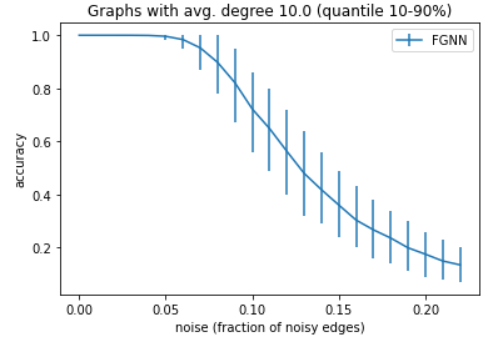 Graphs with avg. degree 10.0 (quantile 10-90%)
FGNN
1.0
0.8
0.6
0.4
0.2
accuracy
0.00 0.05 0.10 0.15 0.20
noise (fraction of noisy edges)